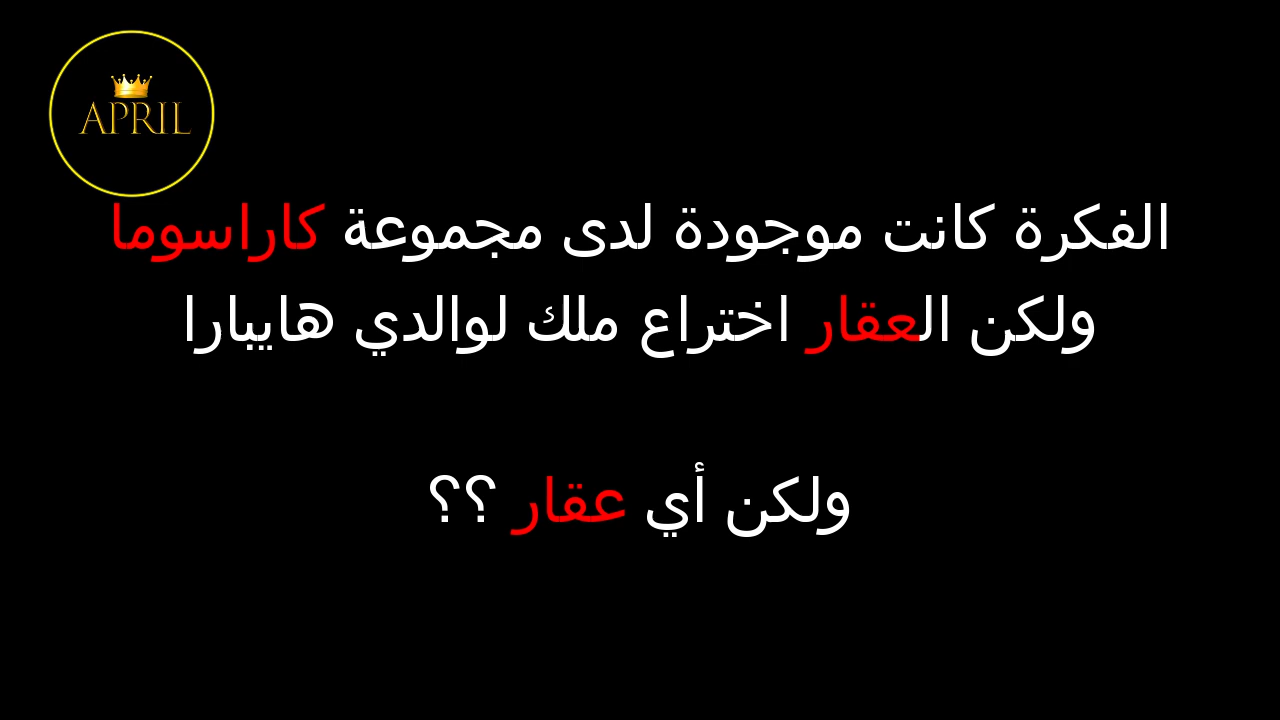 APRIL
الفكرة كانت موجودة لدى مجموعة كاراسوما
ولكن العقار اختراع ملك لوالدي هايبارا
ولكن أي عقار ؟؟